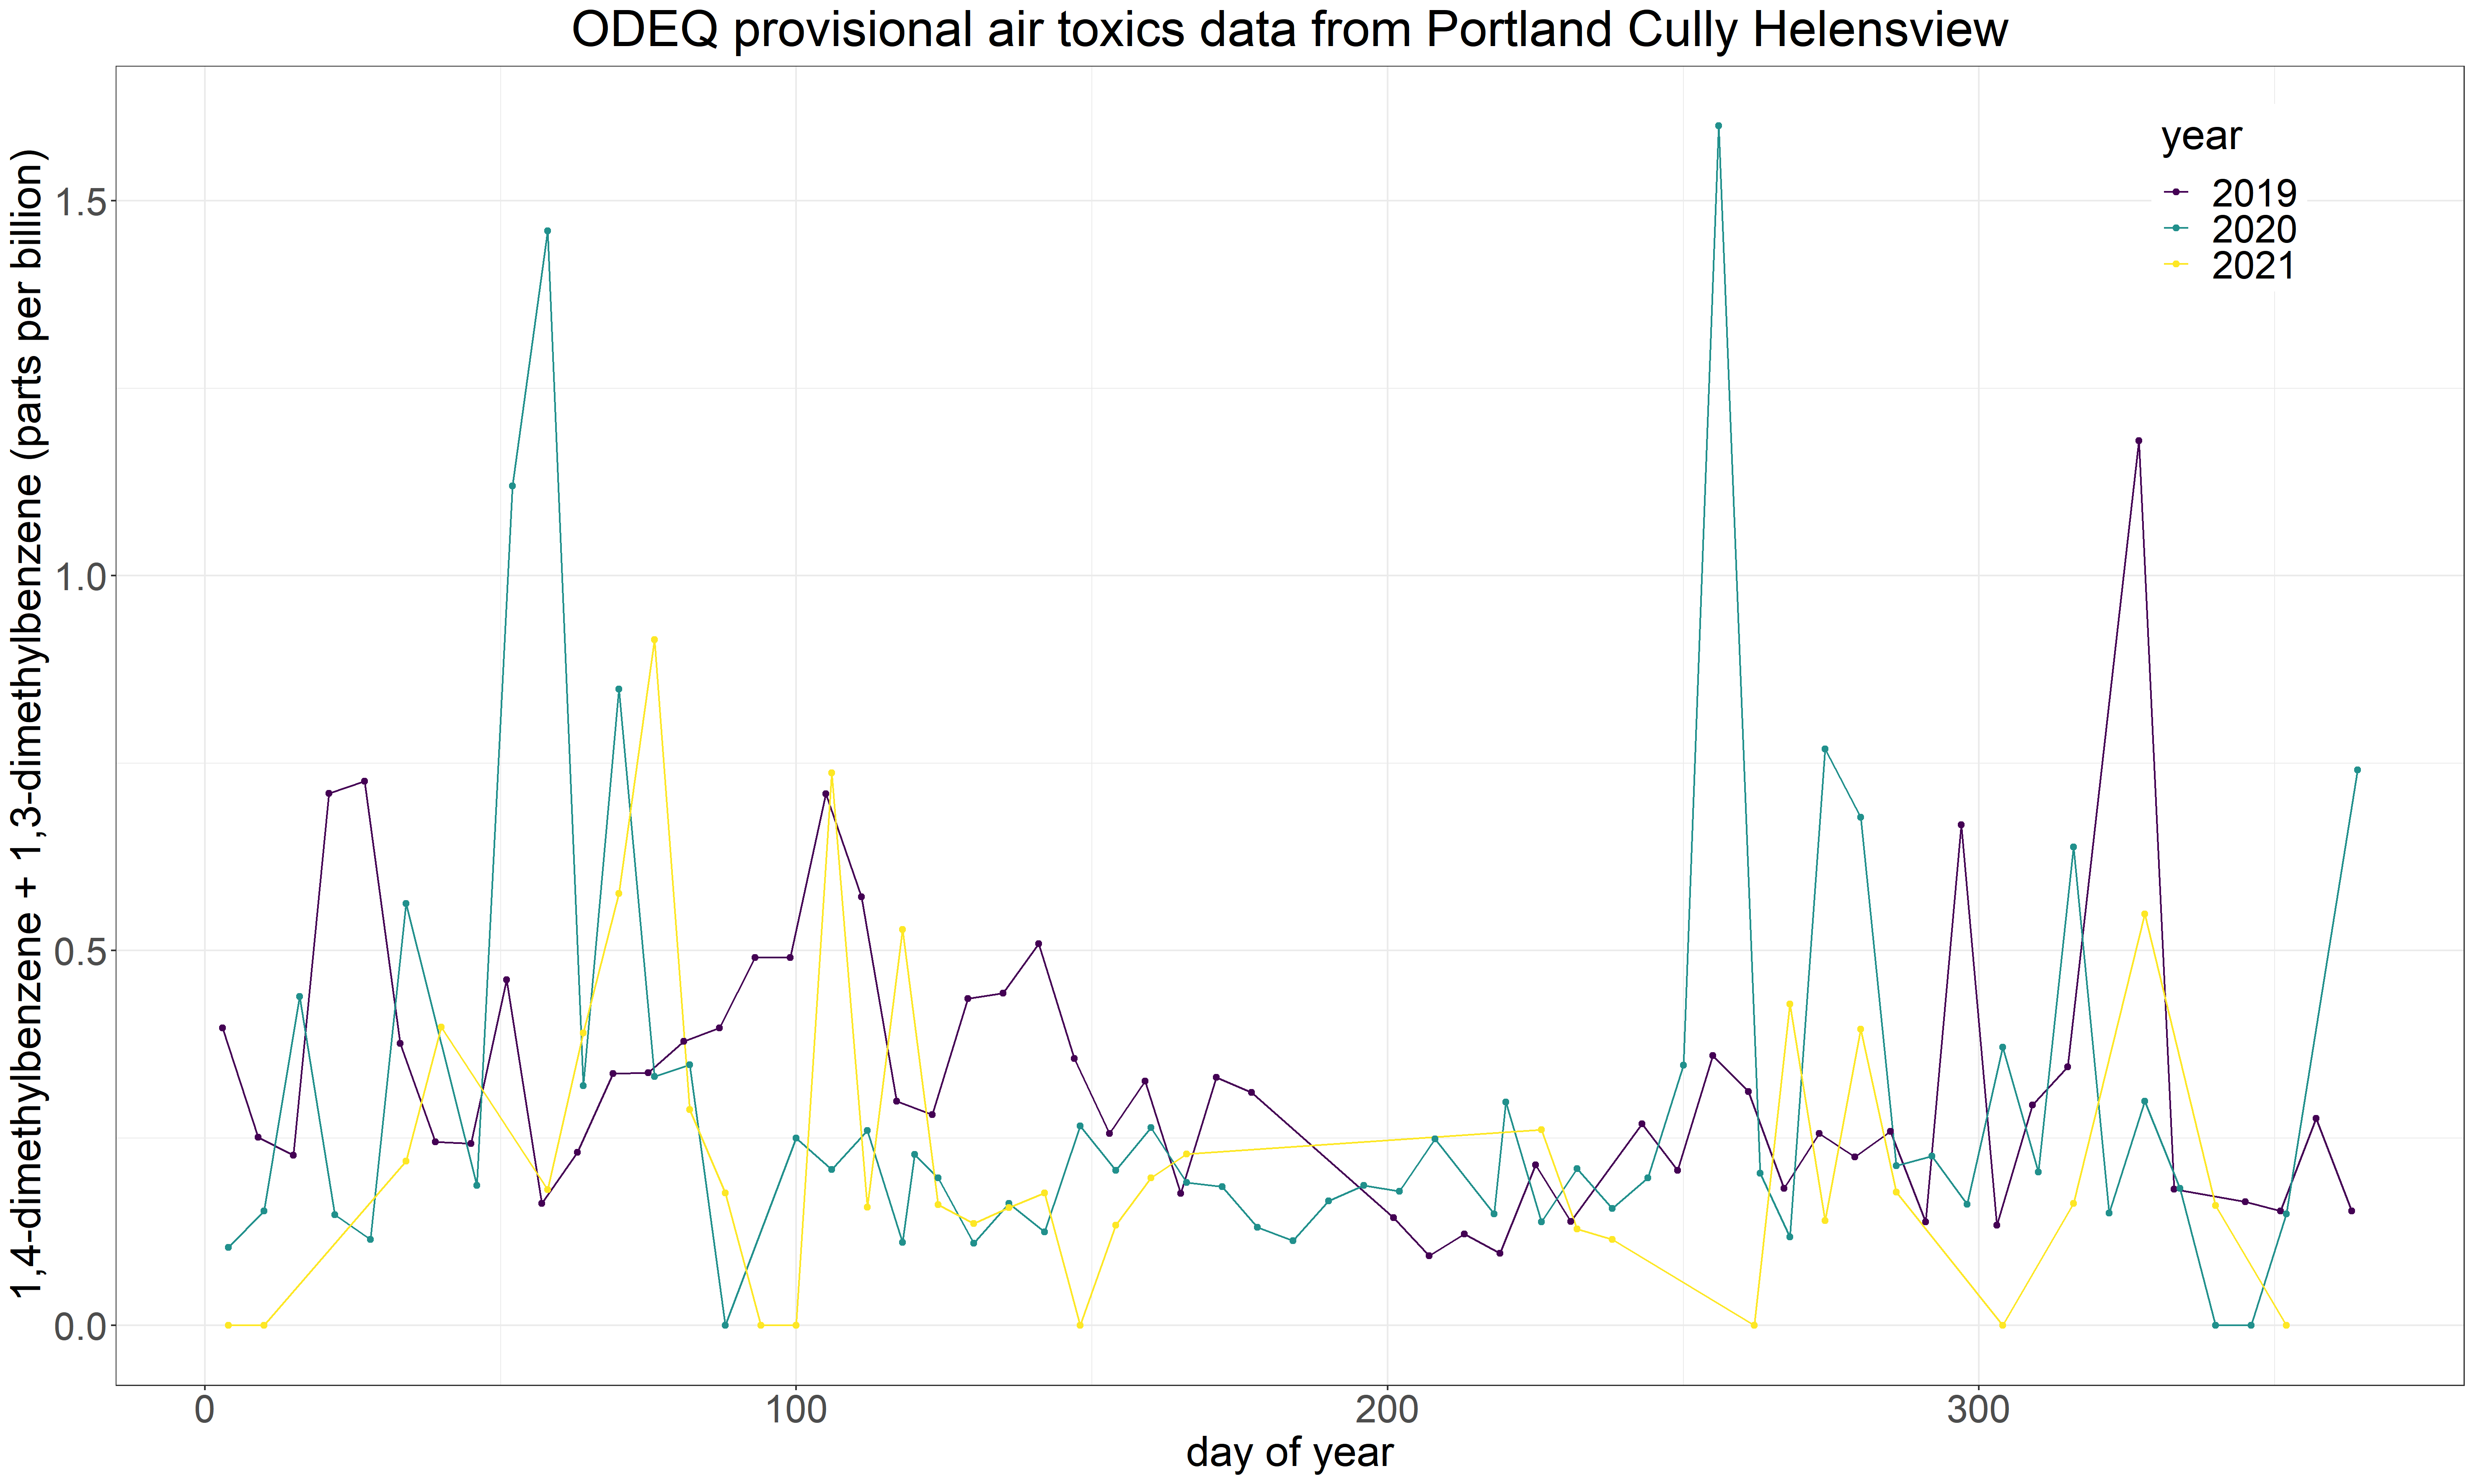 ODEQ provisional air toxics data from Portland Cully Helensview
1,4-dimethylbenzene + 1,3-dimethylbenzene (parts per billion)
1.5
1.0
0.5
0.0
year
2019
2020
2021
0 100 200 300
day of year